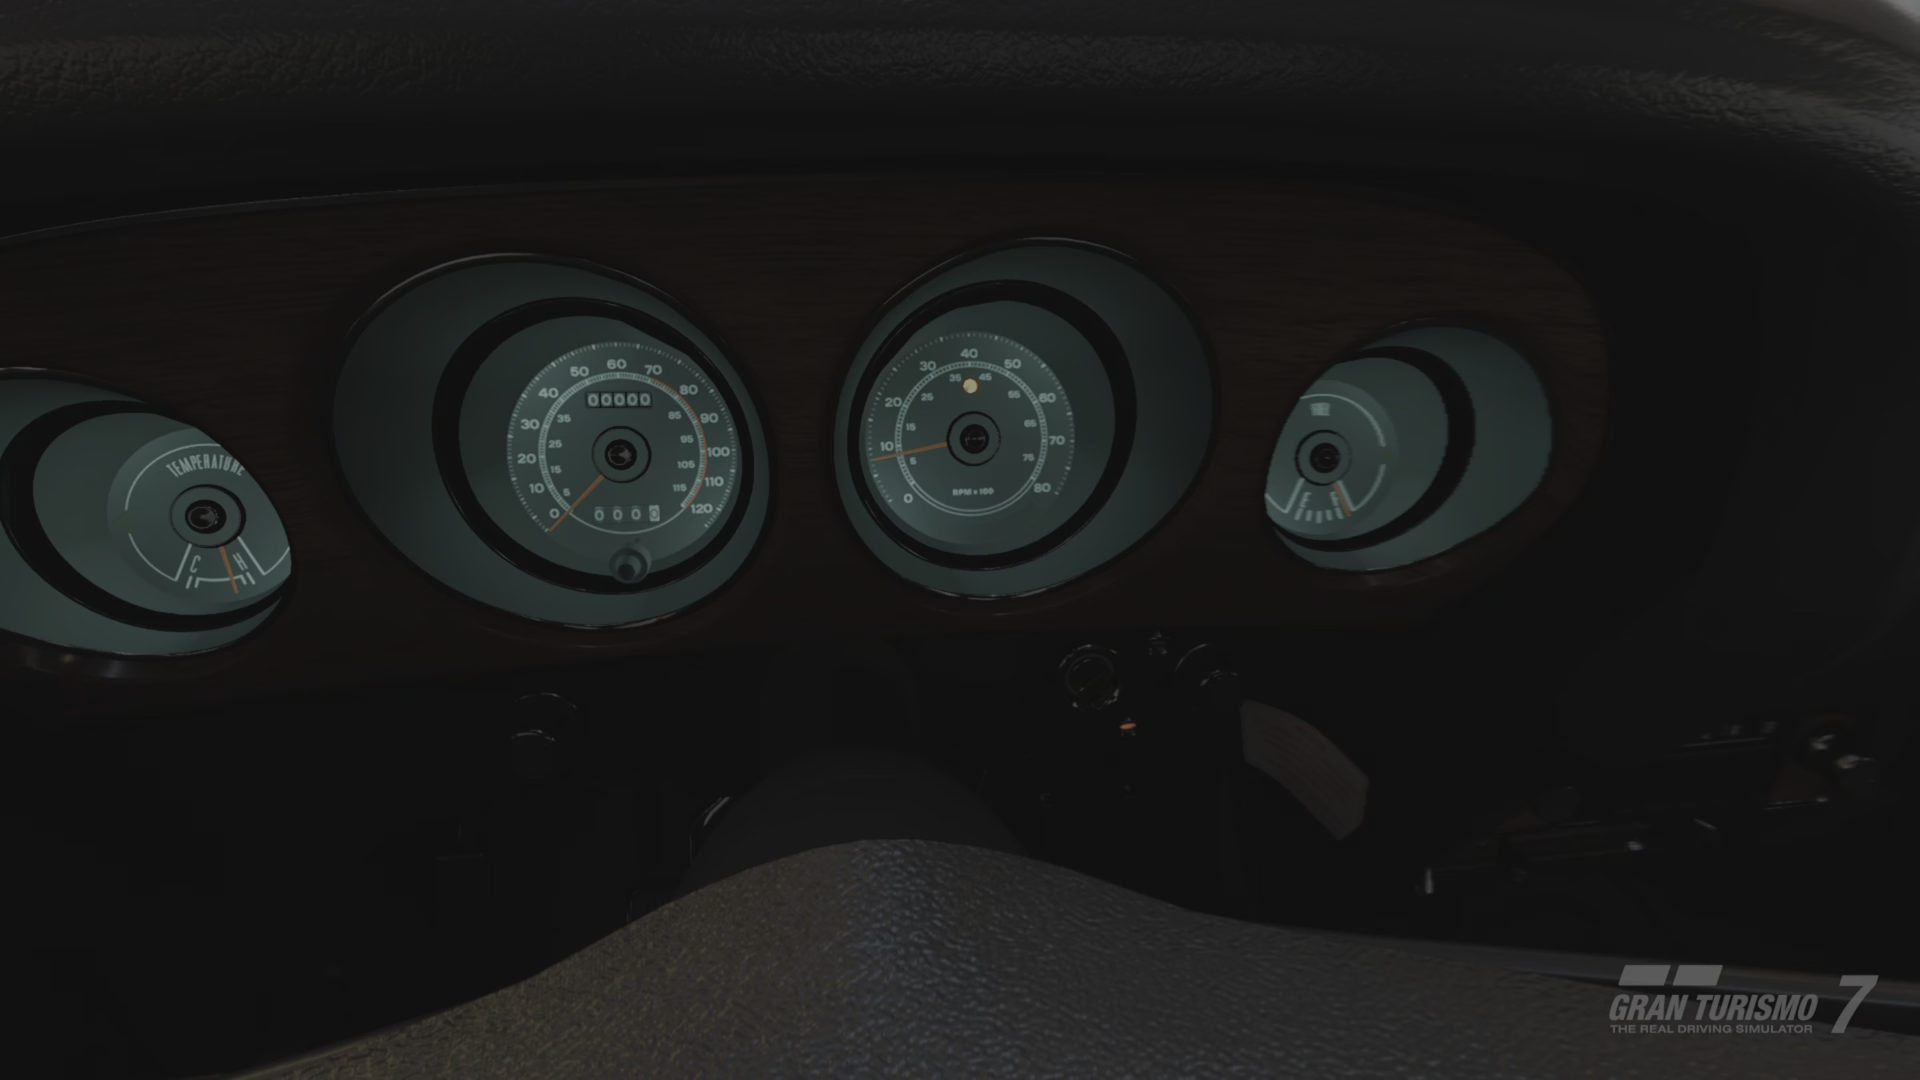 TEMPERATURE
C H
0 10 20 30 40 50 60 70 80 90 100 110 120
5 15 25 35 85 95 105 115
00000
0000
0 10 20 30 40 50 60 70 80
5 15 25 35 45 55 65 75
RPM x 100
GRAN TURISMO 7
THE REAL DRIVING SIMULATOR